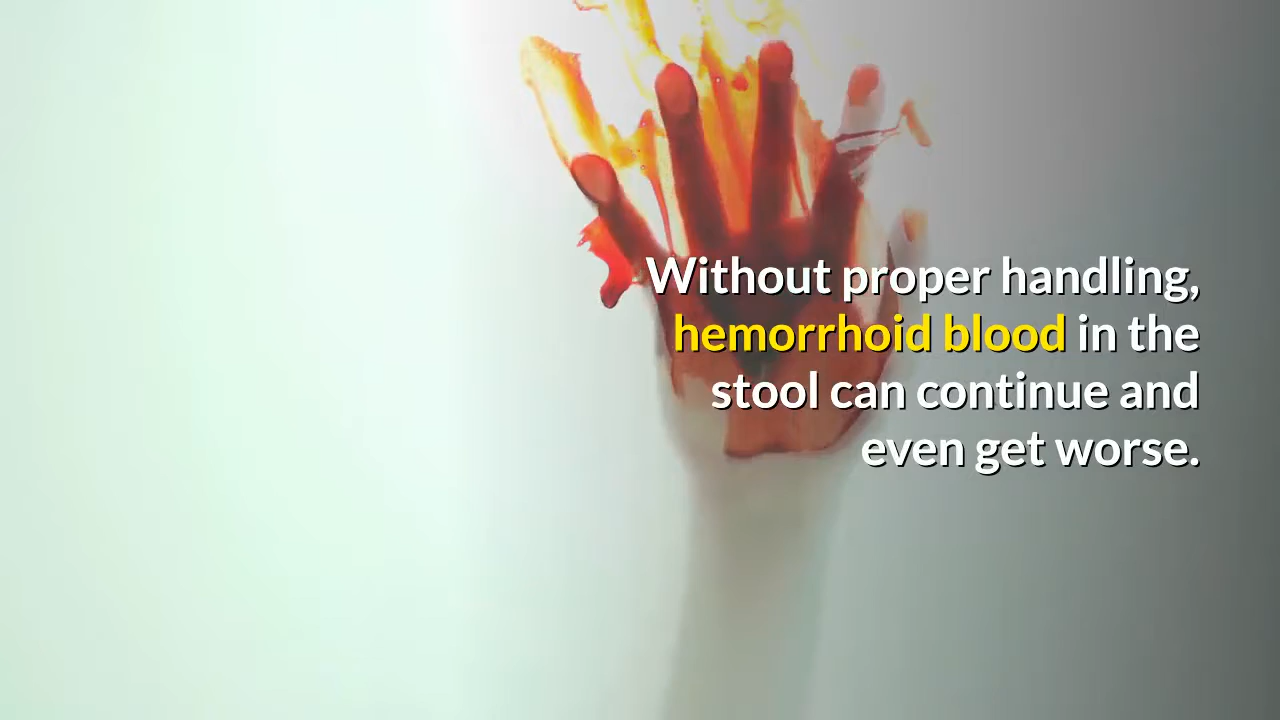 Without proper handling,
hemorrhoid blood in the
stool can continue and
even get worse.